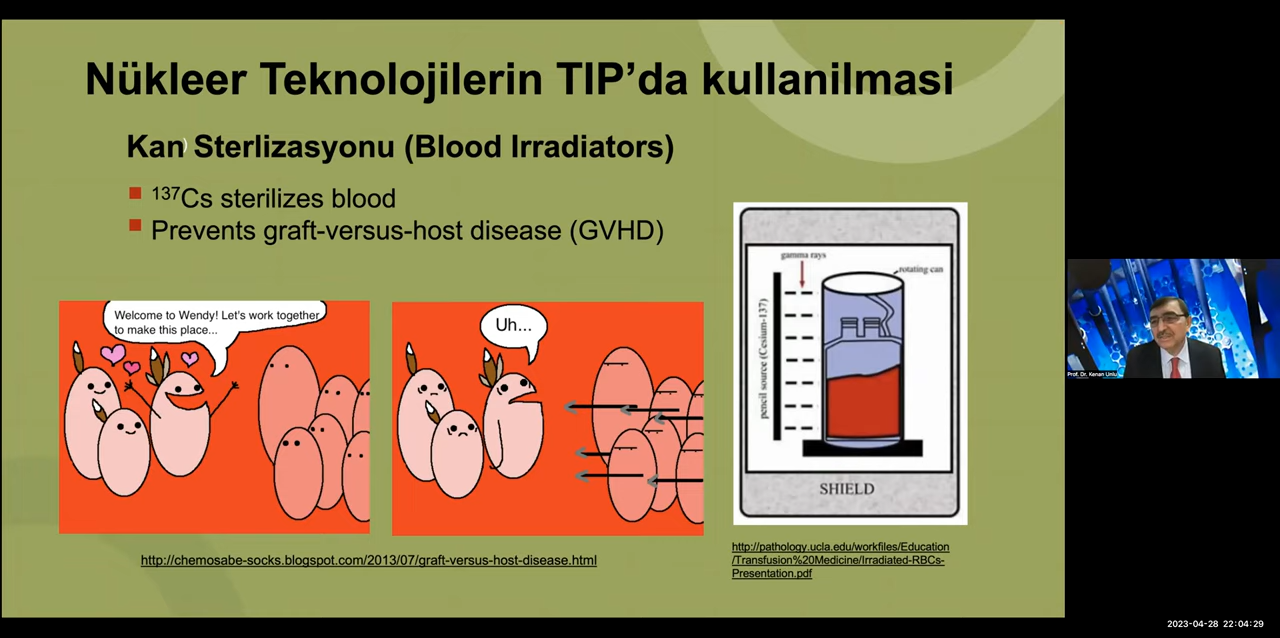 Nükleer Teknolojilerin TIP’da kullanilmasi
Kan Sterlizasyonu (Blood Irradiators)
137Cs sterilizes blood
Prevents graft-versus-host disease (GVHD)
Welcome to Wendy! Let's work together
to make this place...
Uh...
http://chemosabe-socks.blogspot.com/2013/07/graft-versus-host-disease.html
gamma rays
rotating can
pencil source (Cesium-137)
SHIELD
http://pathology.ucla.edu/workfiles/Education
/Transfusion%20Medicine/Irradiated-RBCs-
Presentation.pdf
Prof. Dr. Kenan Unlu
2023-04-28 22:04:29